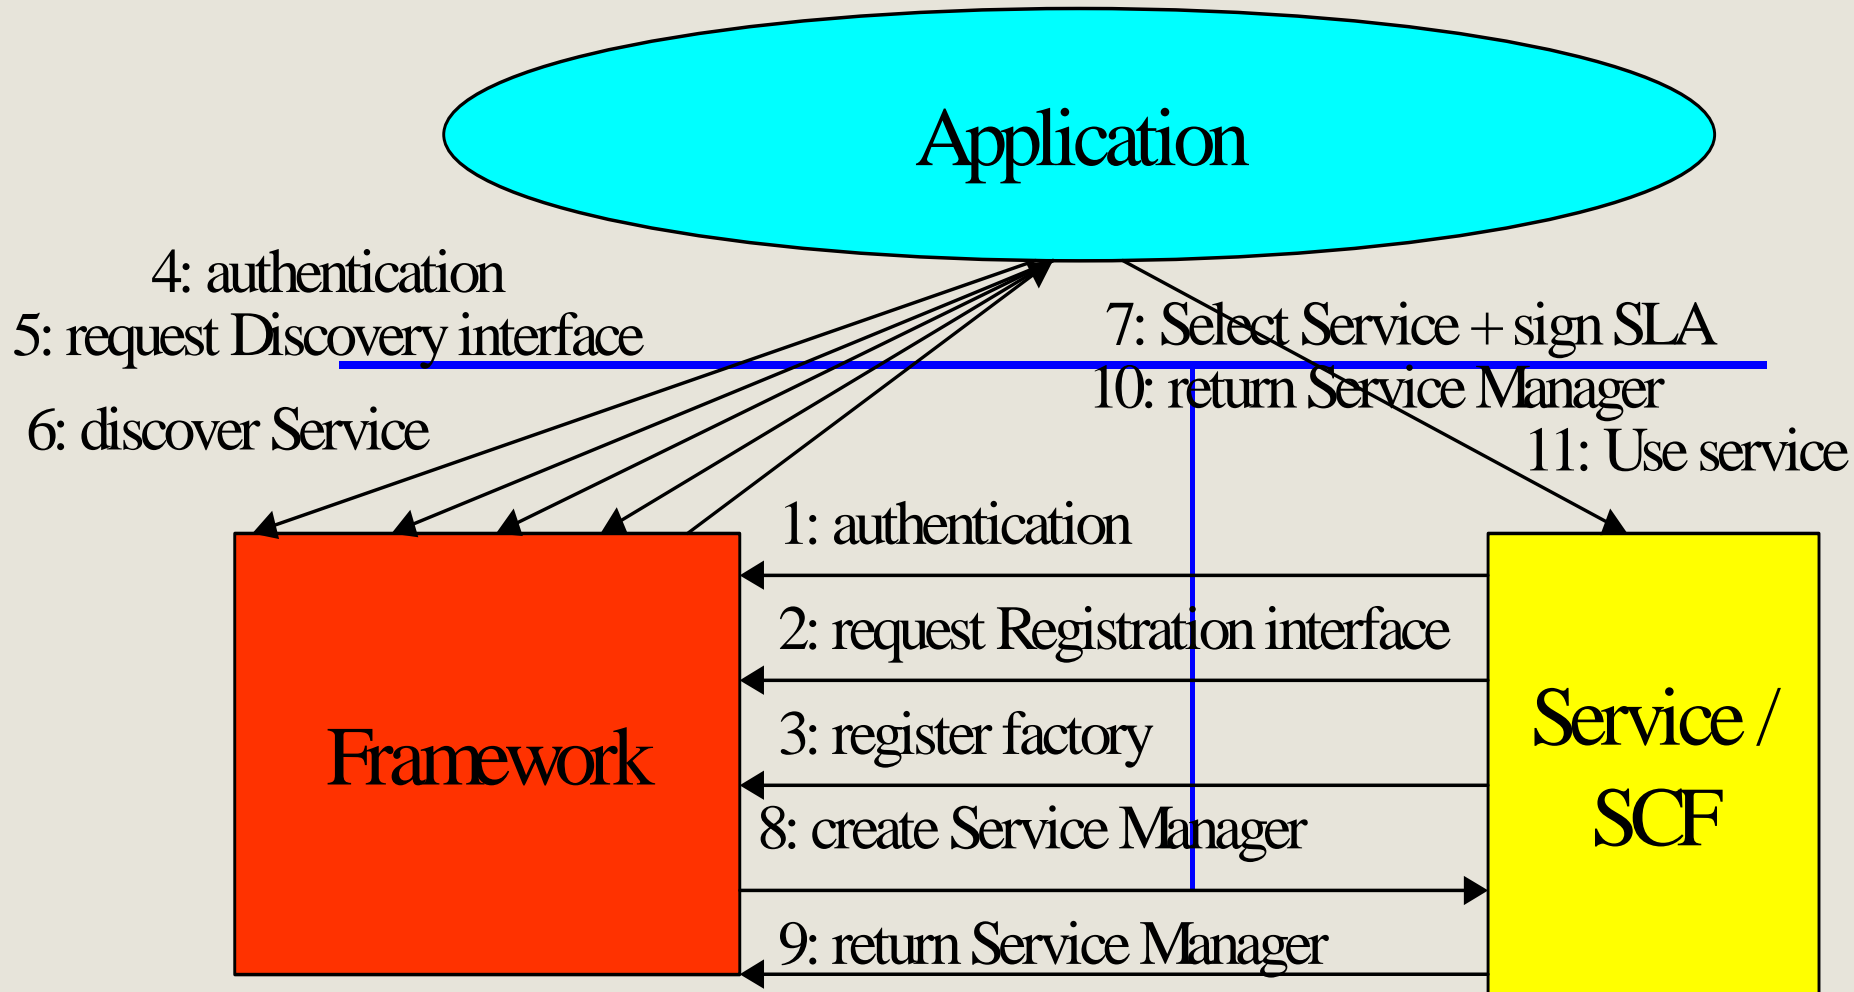 Application
4: authentication
5: request Discovery interface
7: Select Service + sign SLA
10: return Service Manager
6: discover Service
11: Use service
1: authentication
2: request Registration interface
3: register factory
Framework
Service /
SCF
8: create Service Manager
9: return Service Manager